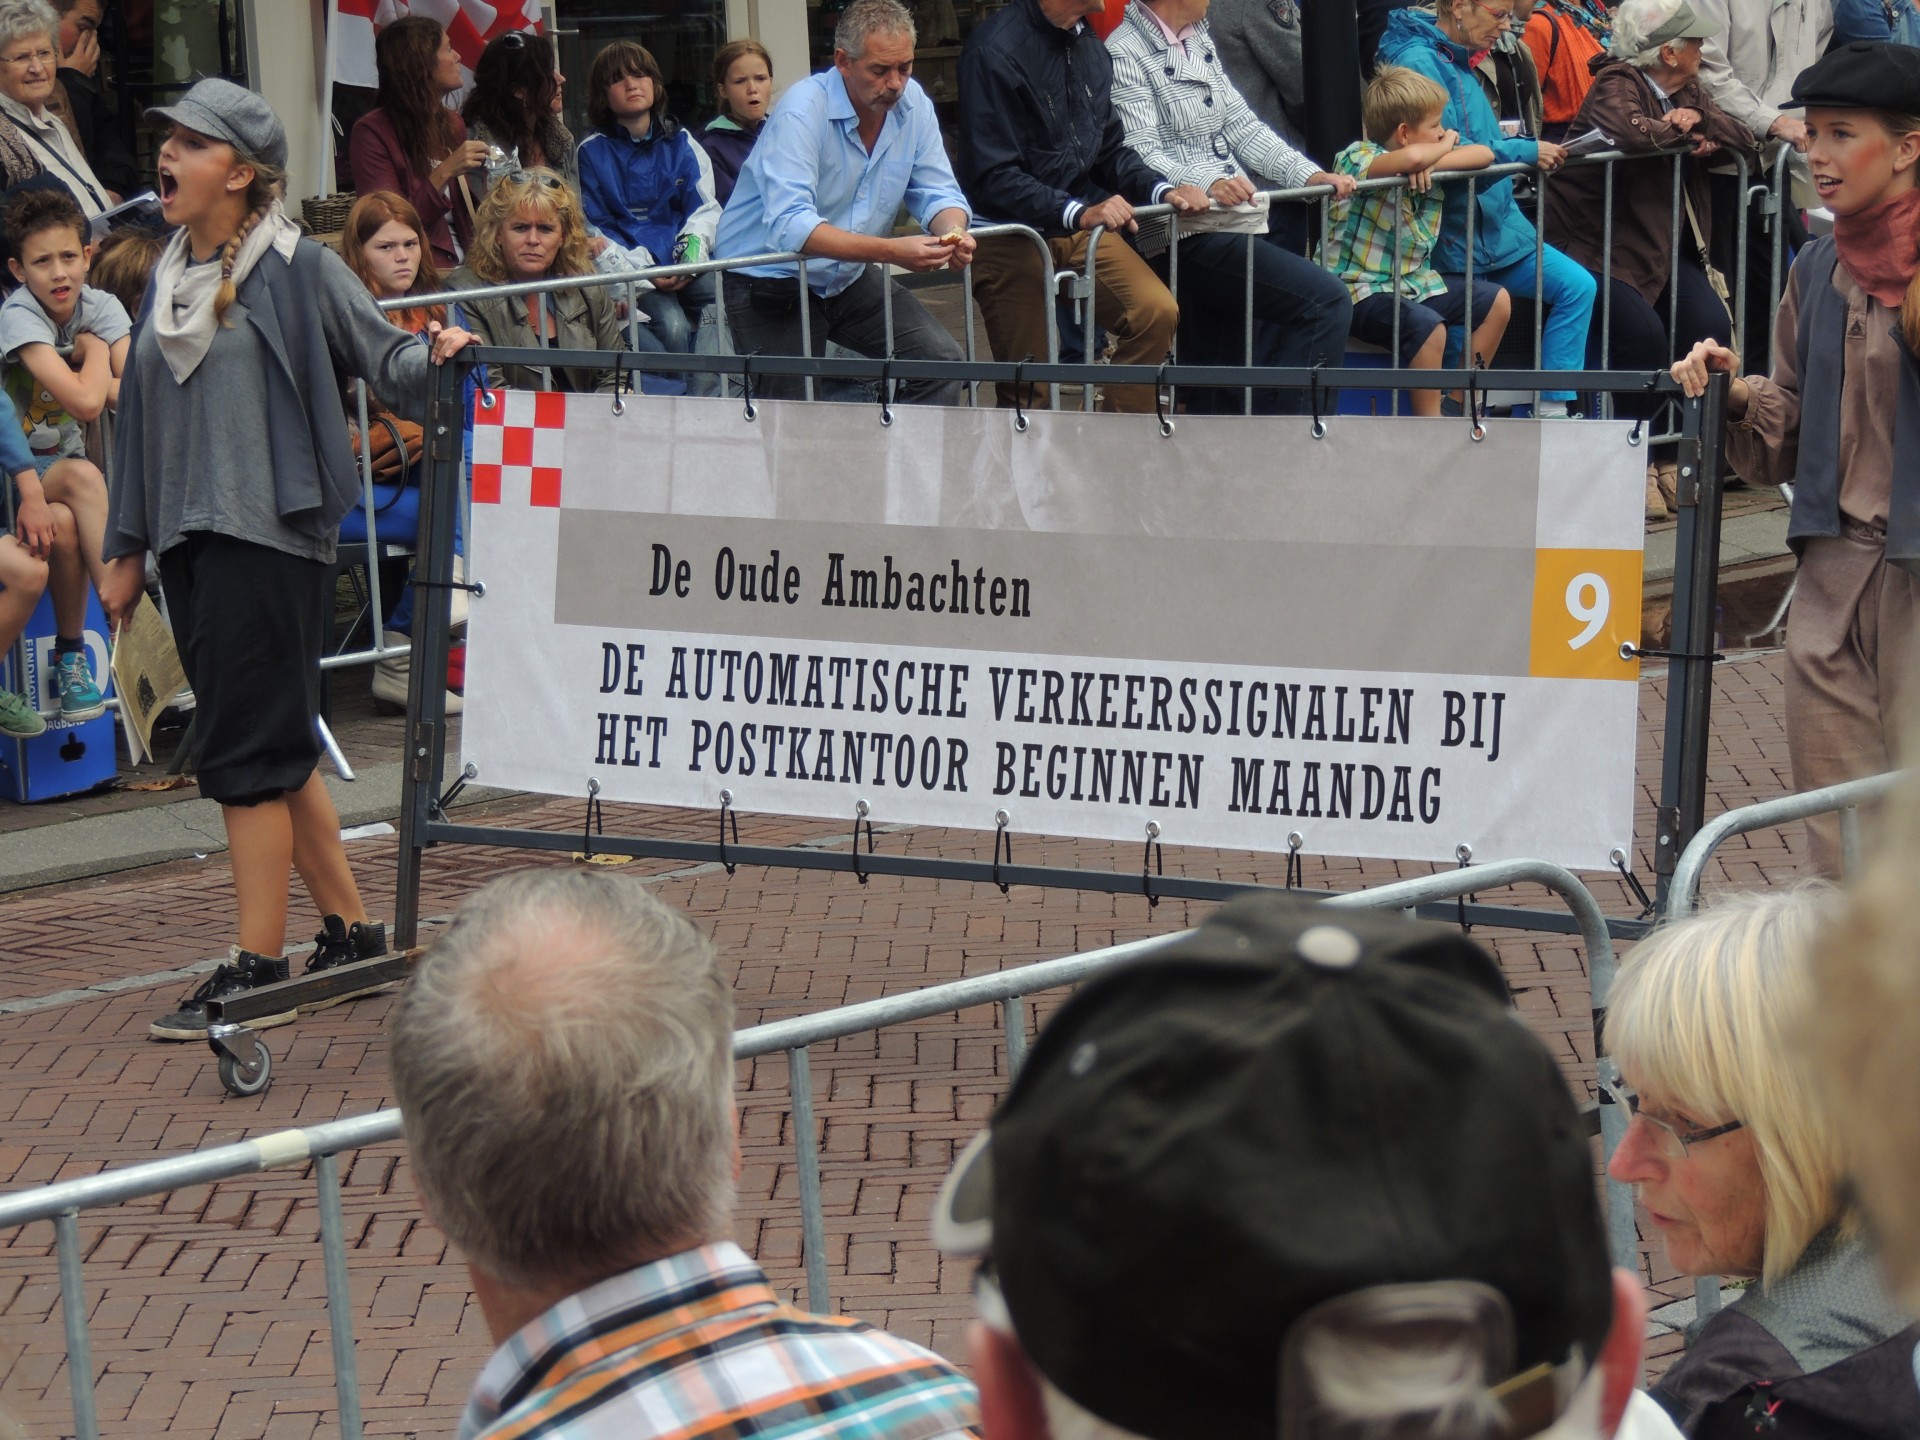 De Oude Ambachten
9
DE AUTOMATISCHE VERKEERSSIGNALEN BIJ
HET POSTKANTOOR BEGINNEN MAANDAG